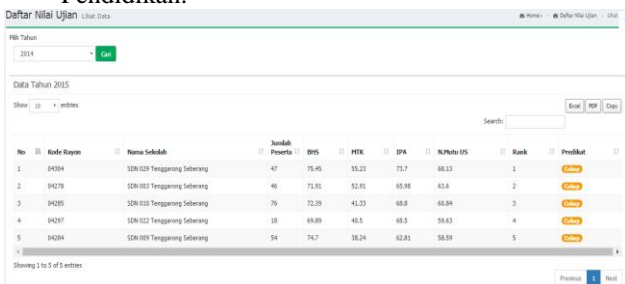 Pendidikan.
Daftar Nilai Ujian Lihat Data
Home > Daftar Nilai Ujian > Lihat
Pilih Tahun
2014 Cari
Data Tahun 2015
Show 10 entries
Excel PDF Copy
Search:
No Kode Rayon Nama Sekolah Jumlah Peserta BHS MTK IPA N.Mutu US Rank Predikat
1 04304 SDN 029 Tenggarong Seberang 47 75.45 55.23 73.7 68.13 1 Cukup
2 04278 SDN 003 Tenggarong Seberang 46 71.91 52.91 65.98 63.6 2 Cukup
3 04285 SDN 010 Tenggarong Seberang 76 72.39 41.33 68.8 60.84 3 Cukup
4 04297 SDN 022 Tenggarong Seberang 18 69.89 40.5 68.5 59.63 4 Cukup
5 04284 SDN 009 Tenggarong Seberang 54 74.7 38.24 62.81 58.59 5 Cukup
Showing 1 to 5 of 5 entries
Previous 1 Next